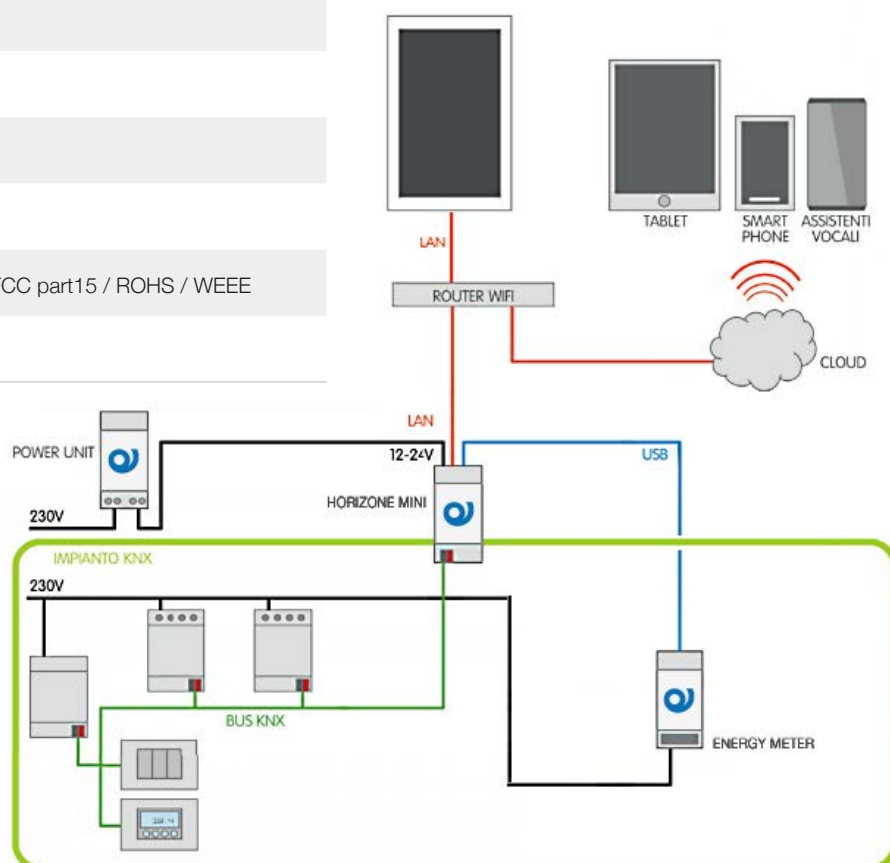 TABLET
SMART
PHONE
ASSISTENTI
VOCALI
LAN
ROUTER WIFI
CC part15 / ROHS / WEEE
CLOUD
LAN
POWER UNIT
12-24V
USB
HORIZONE MINI
230V
IMPIANTO KNX
230V
BUS KNX
ENERGY METER